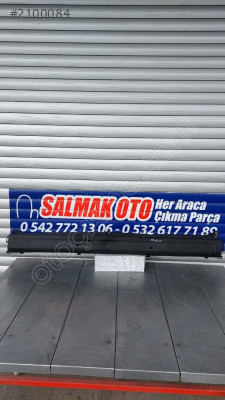 #2100084
SALMAK OTO Her Araca
Çıkma Parça
0 542 772 13 06 - 0 532 617 71 89